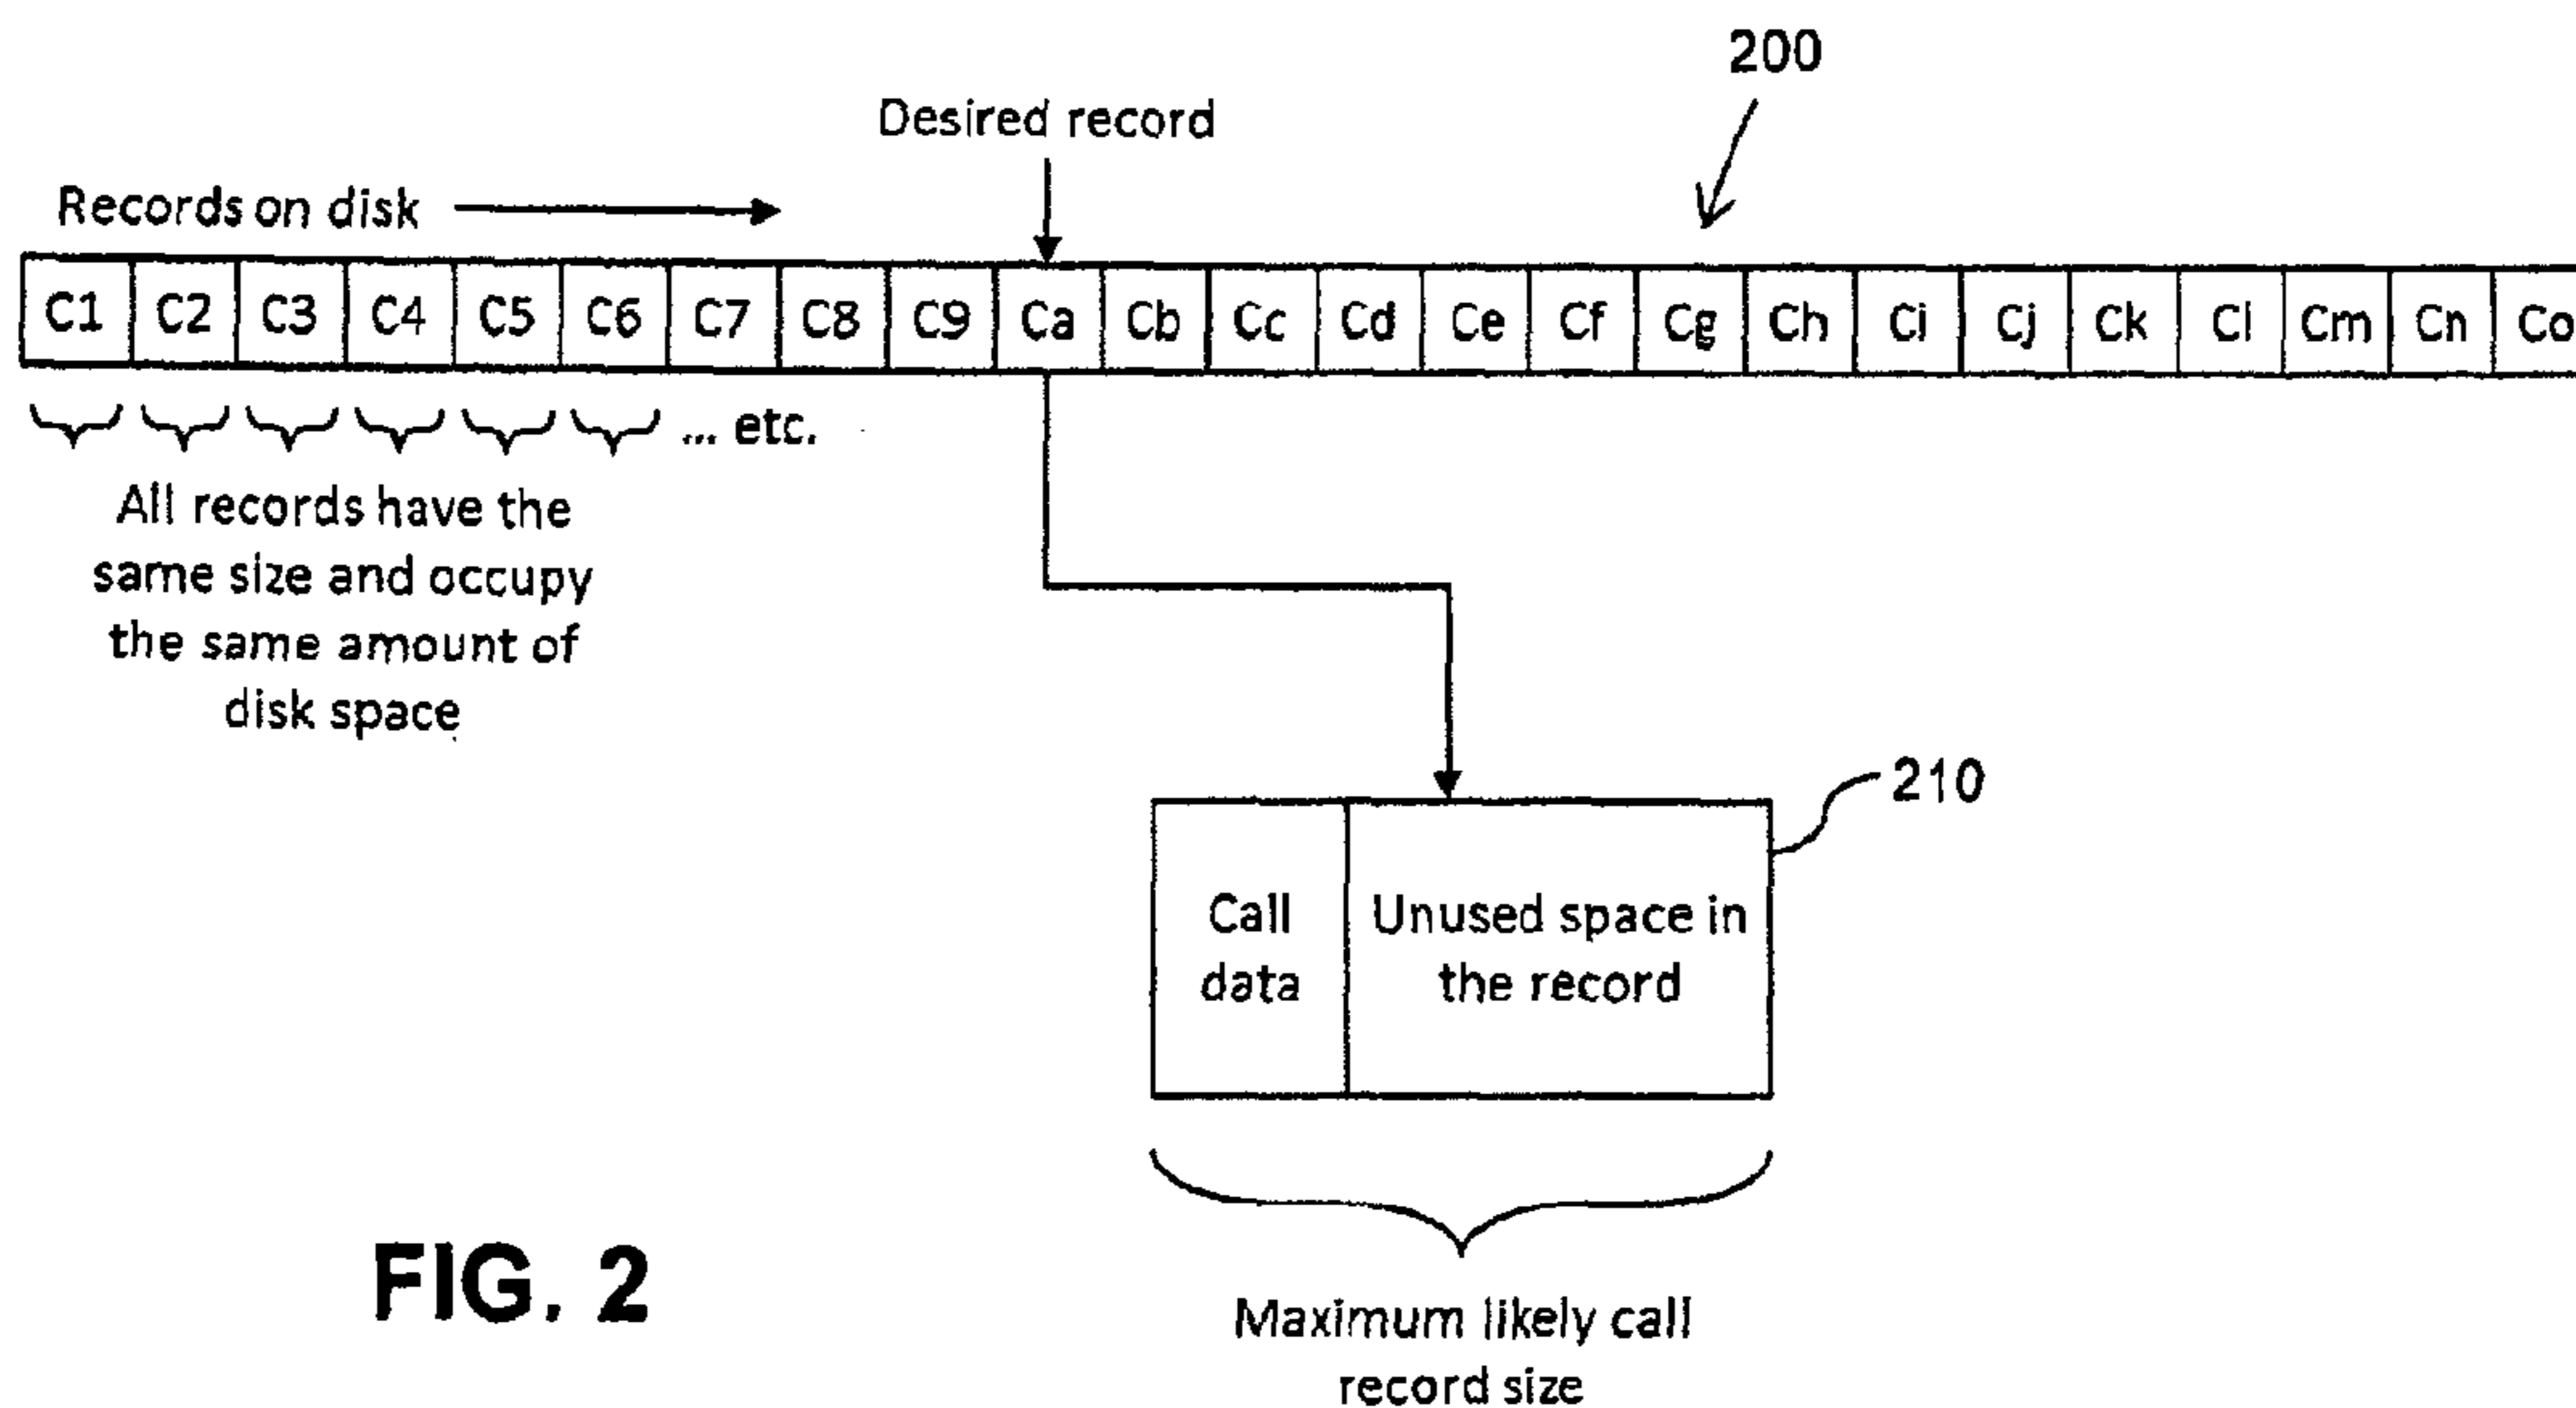 200
Desired record
Records on disk
C1 C2 C3 C4 C5 C6 C7 C8 C9 Ca Cb Cc Cd Ce Cf Cg Ch Ci Cj Ck Cl Cm Cn Co
... etc.
All records have the
same size and occupy
the same amount of
disk space
210
Call
data
Unused space in
the record
FIG. 2
Maximum likely call
record size